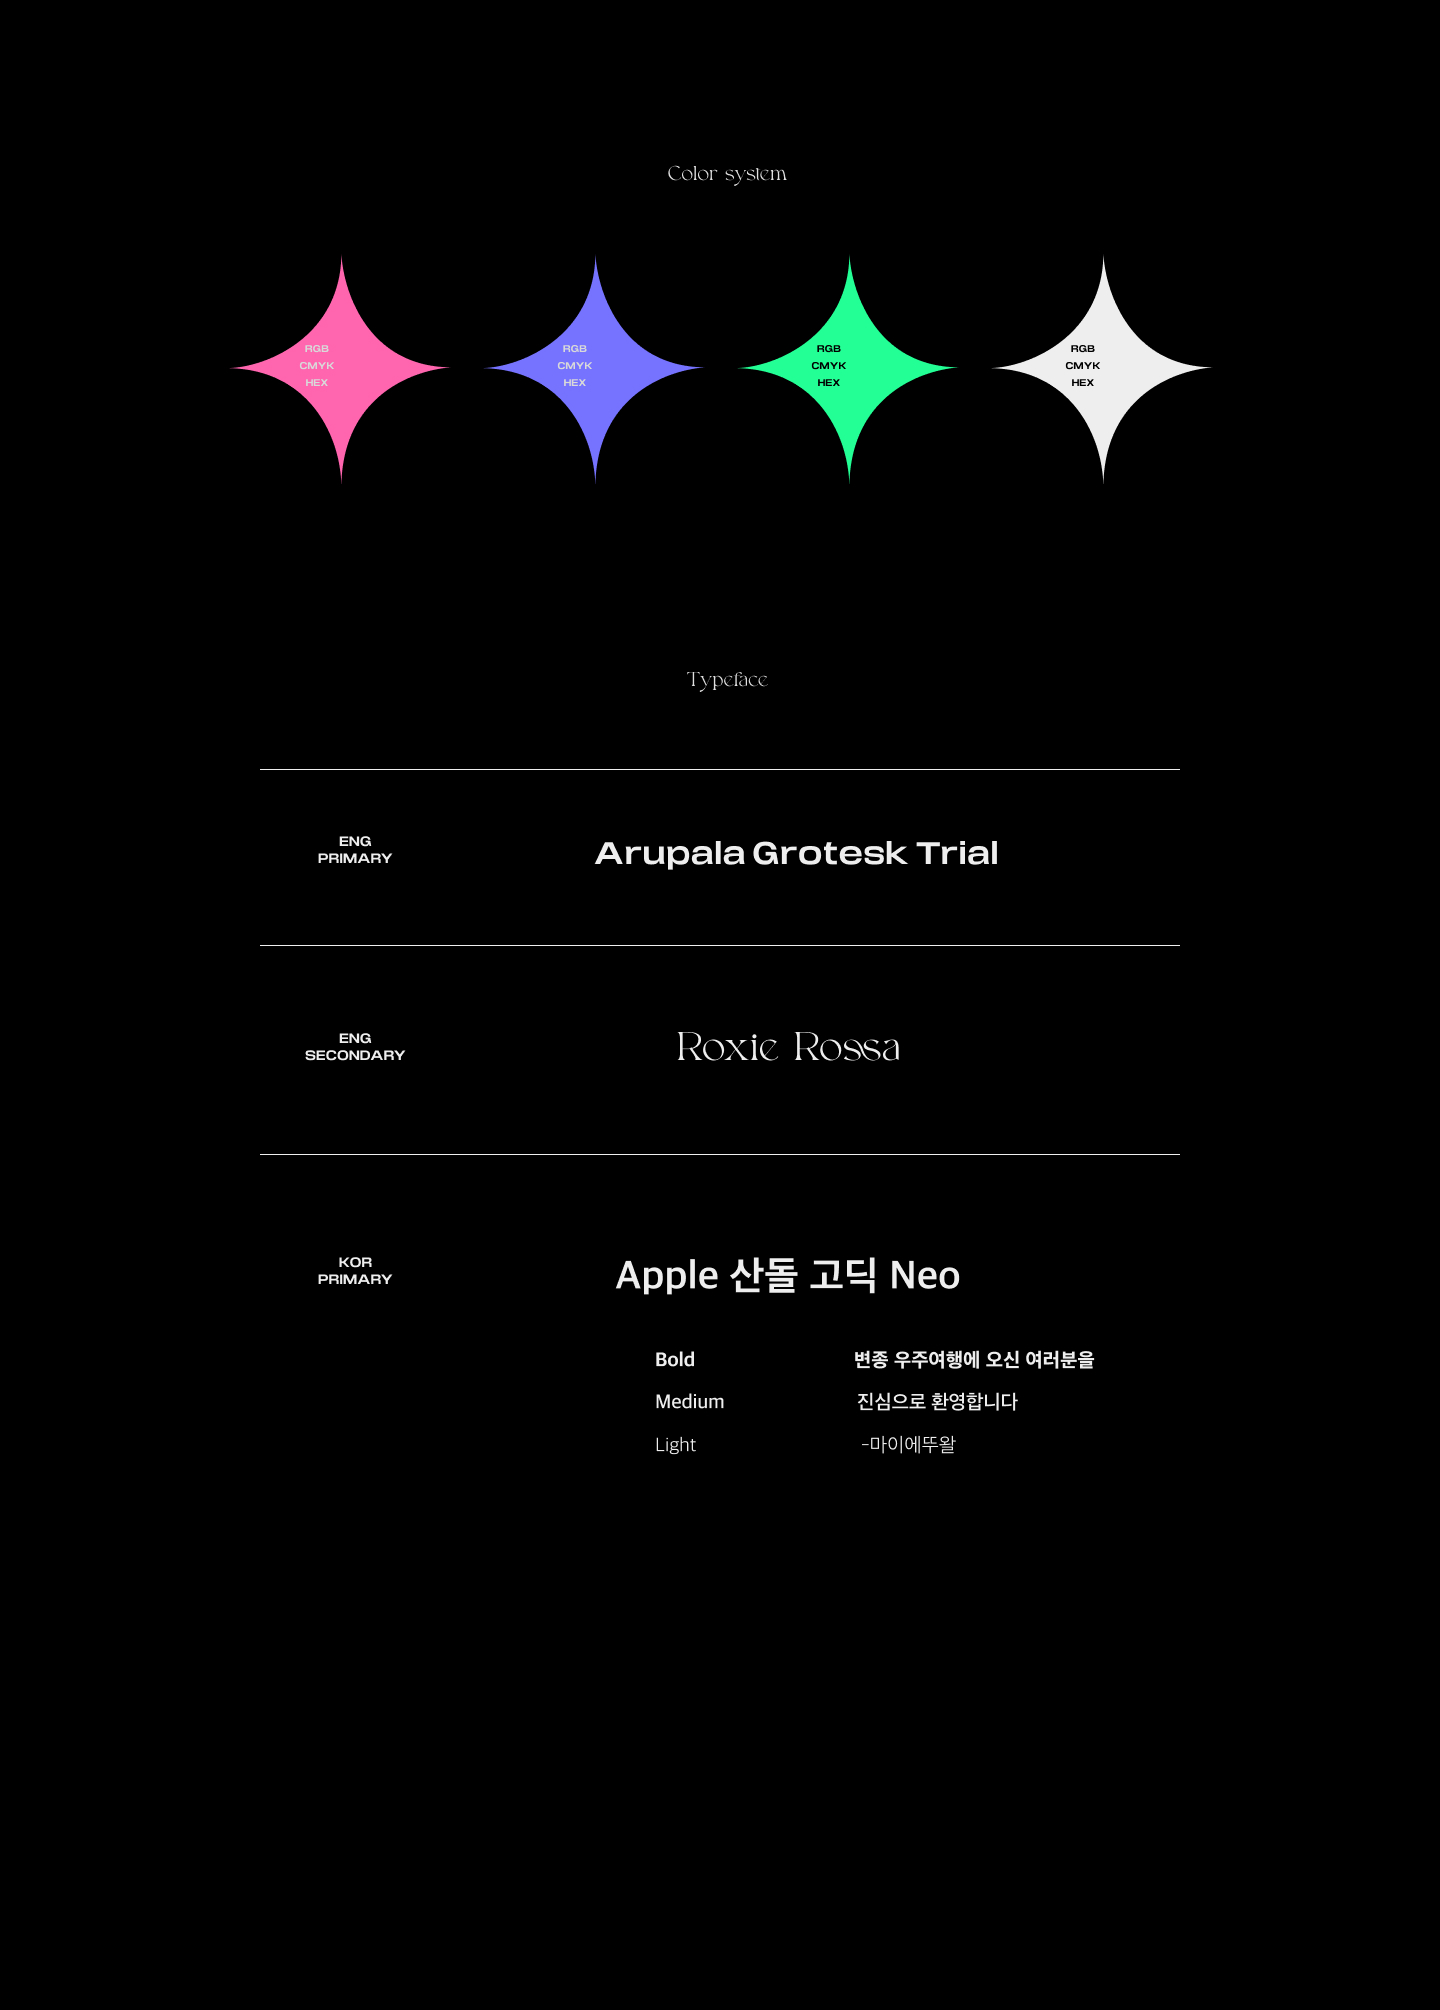 Color system
RGB
CMYK
HEX
RGB
CMYK
HEX
RGB
CMYK
HEX
RGB
CMYK
HEX
Typeface
ENG
PRIMARY
Arupala Grotesk Trial
ENG
SECONDARY
Roxie Rossa
KOR
PRIMARY
Apple 산돌 고딕 Neo
Bold 변종 우주여행에 오신 여러분을
Medium 진심으로 환영합니다
Light -마이에뚜왈